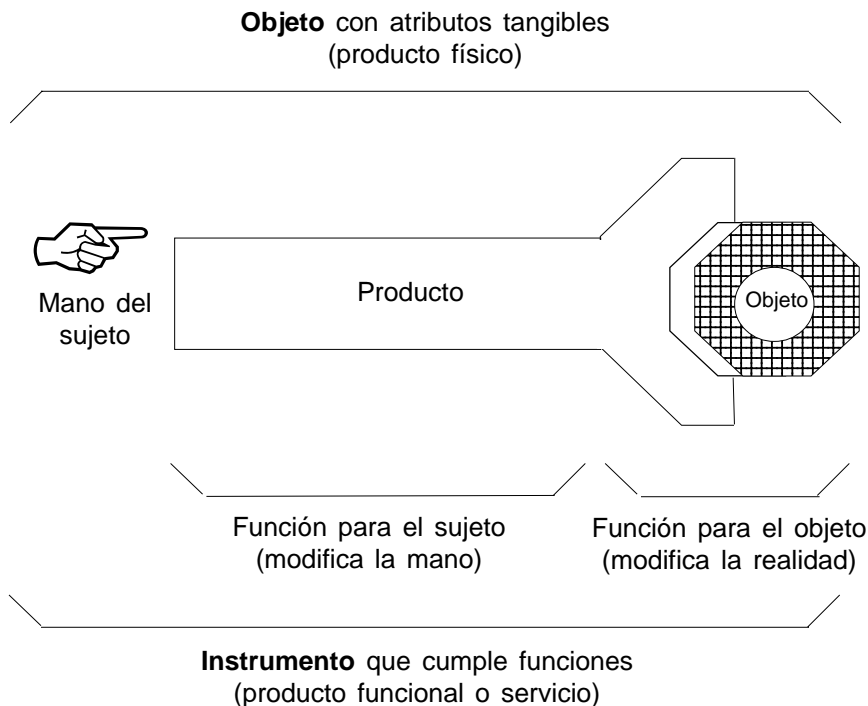 Objeto con atributos tangibles
(producto físico)
Mano del
sujeto
Producto
Objeto
Función para el sujeto
(modifica la mano)
Función para el objeto
(modifica la realidad)
Instrumento que cumple funciones
(producto funcional o servicio)